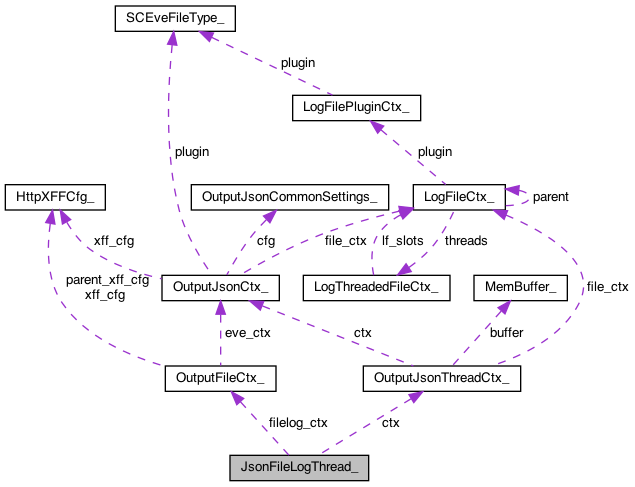 SCEveFileType_
plugin
LogFilePluginCtx_
plugin
plugin
HttpXFFCfg_
OutputJsonCommonSettings_
LogFileCtx_
parent
xff_cfg
cfg
file_ctx
lf_slots
threads
parent_xff_cfg
xff_cfg
OutputJsonCtx_
LogThreadedFileCtx_
MemBuffer_
file_ctx
eve_ctx
ctx
buffer
OutputFileCtx_
OutputJsonThreadCtx_
filelog_ctx
ctx
JsonFileLogThread_